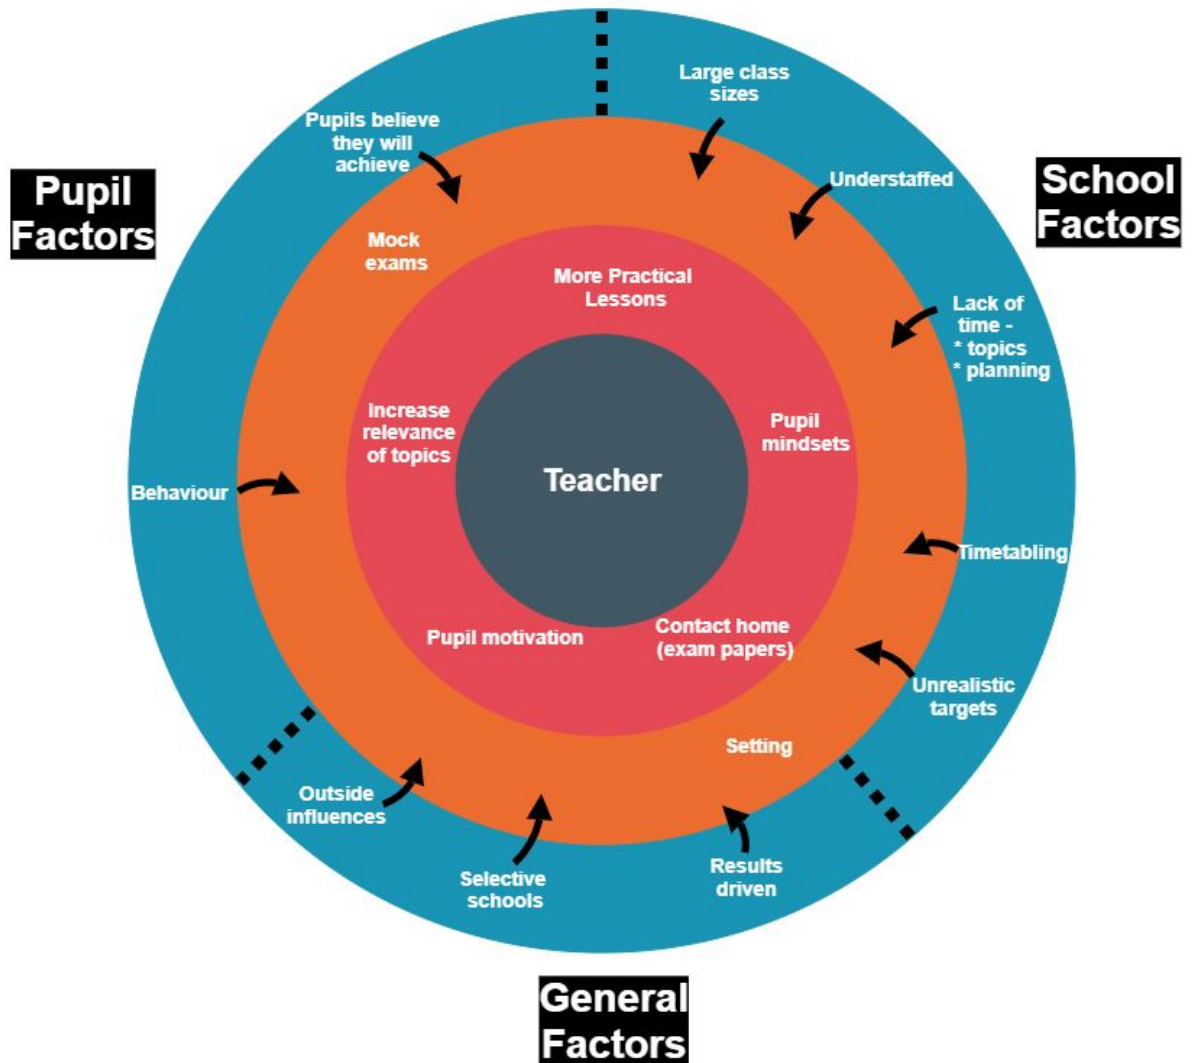 Large class
sizes
Pupils believe
they will
achieve
Pupil
Factors
School
Factors
Understaffed
Mock
exams
More Practical
Lessons
Lack of
time -
* topics
* planning
Increase
relevance
of topics
Pupil
mindsets
Teacher
Behaviour
Timetabling
Pupil motivation
Contact home
(exam papers)
Unrealistic
targets
Setting
Outside
influences
Selective
schools
Results
driven
General
Factors